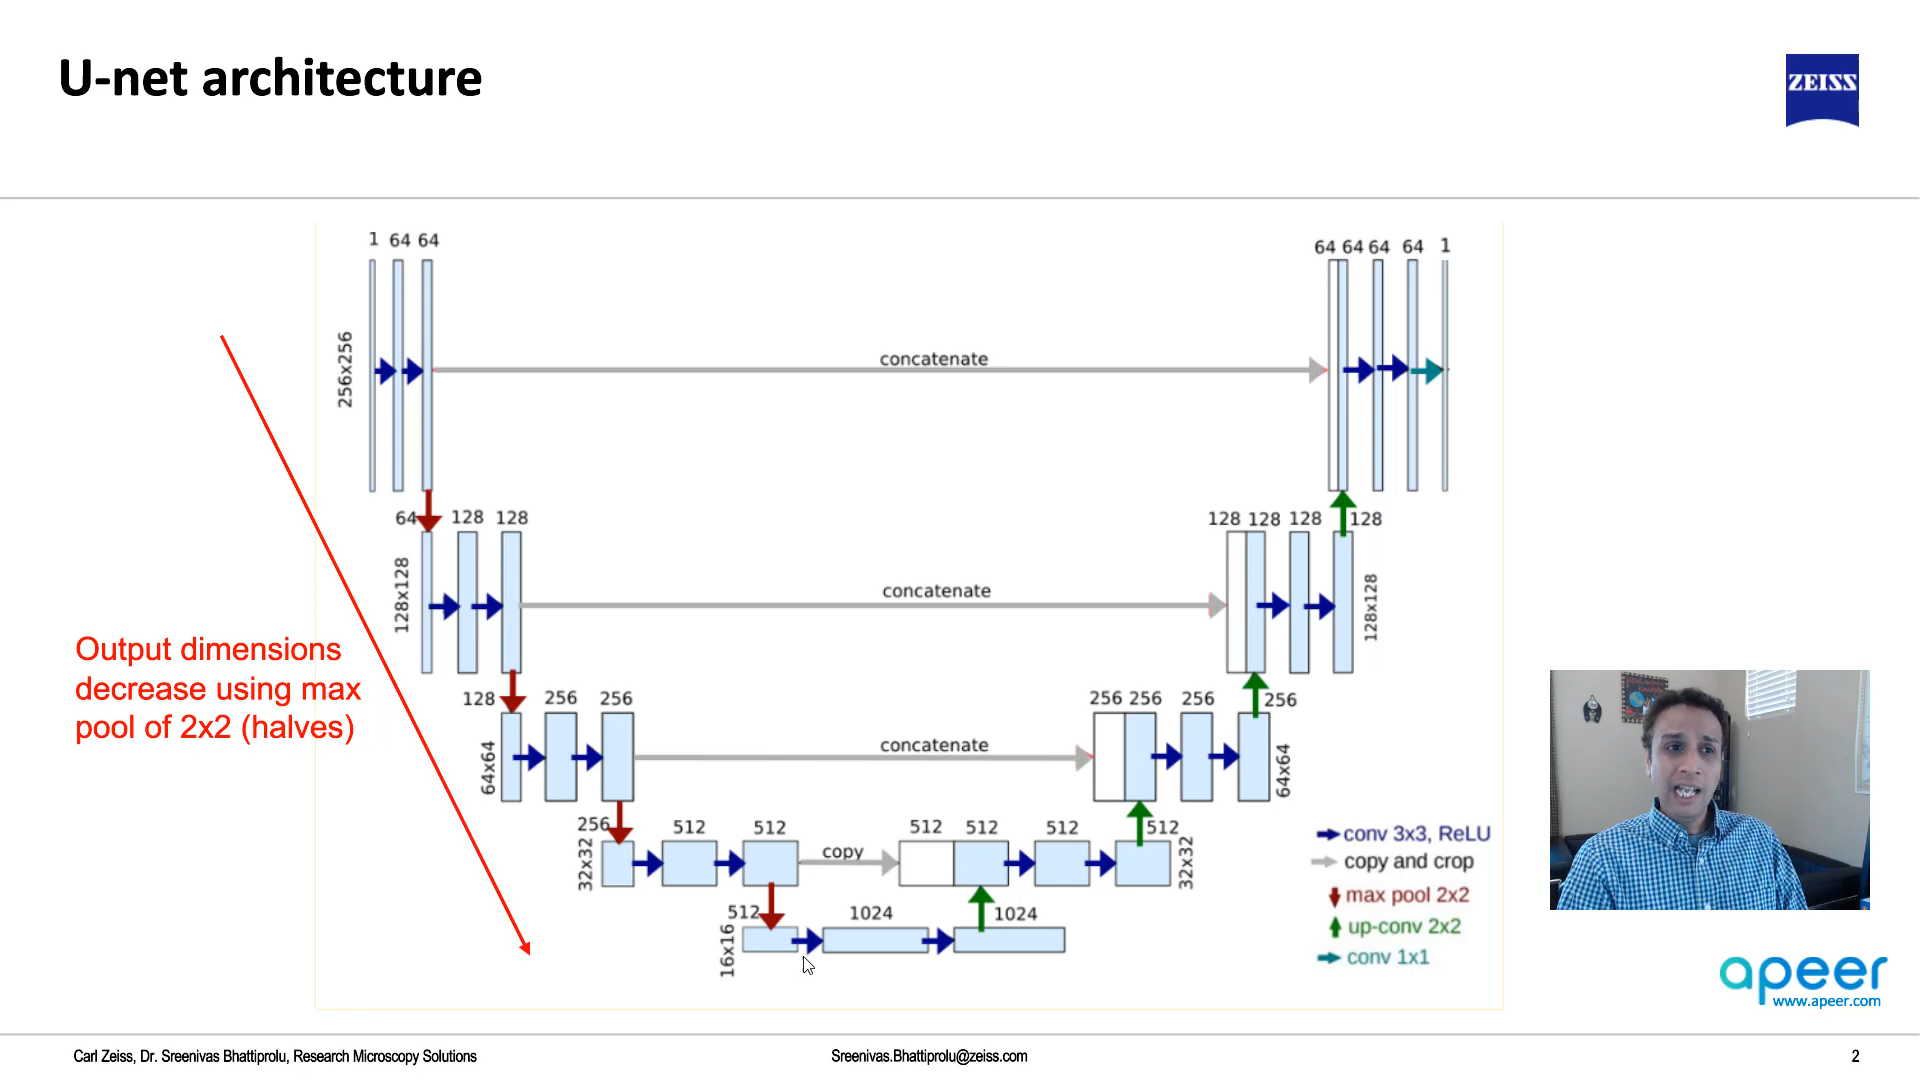 U-net architecture
ZEISS
1 64 64
64 64 64 64 1
256x256
concatenate
64 128 128
128 128 128 128
128x128
concatenate
128x128
Output dimensions
decrease using max
pool of 2x2 (halves)
128 256 256
256 256 256 256
64x64
concatenate
64x64
256 512 512
512 512 512 512
32x32
copy
32x32
conv 3x3, ReLU
copy and crop
max pool 2x2
up-conv 2x2
conv 1x1
512 1024 1024
16x16
apeer
www.apeer.com
Carl Zeiss, Dr. Sreenivas Bhattiprolu, Research Microscopy Solutions
Sreenivas.Bhattiprolu@zeiss.com
2